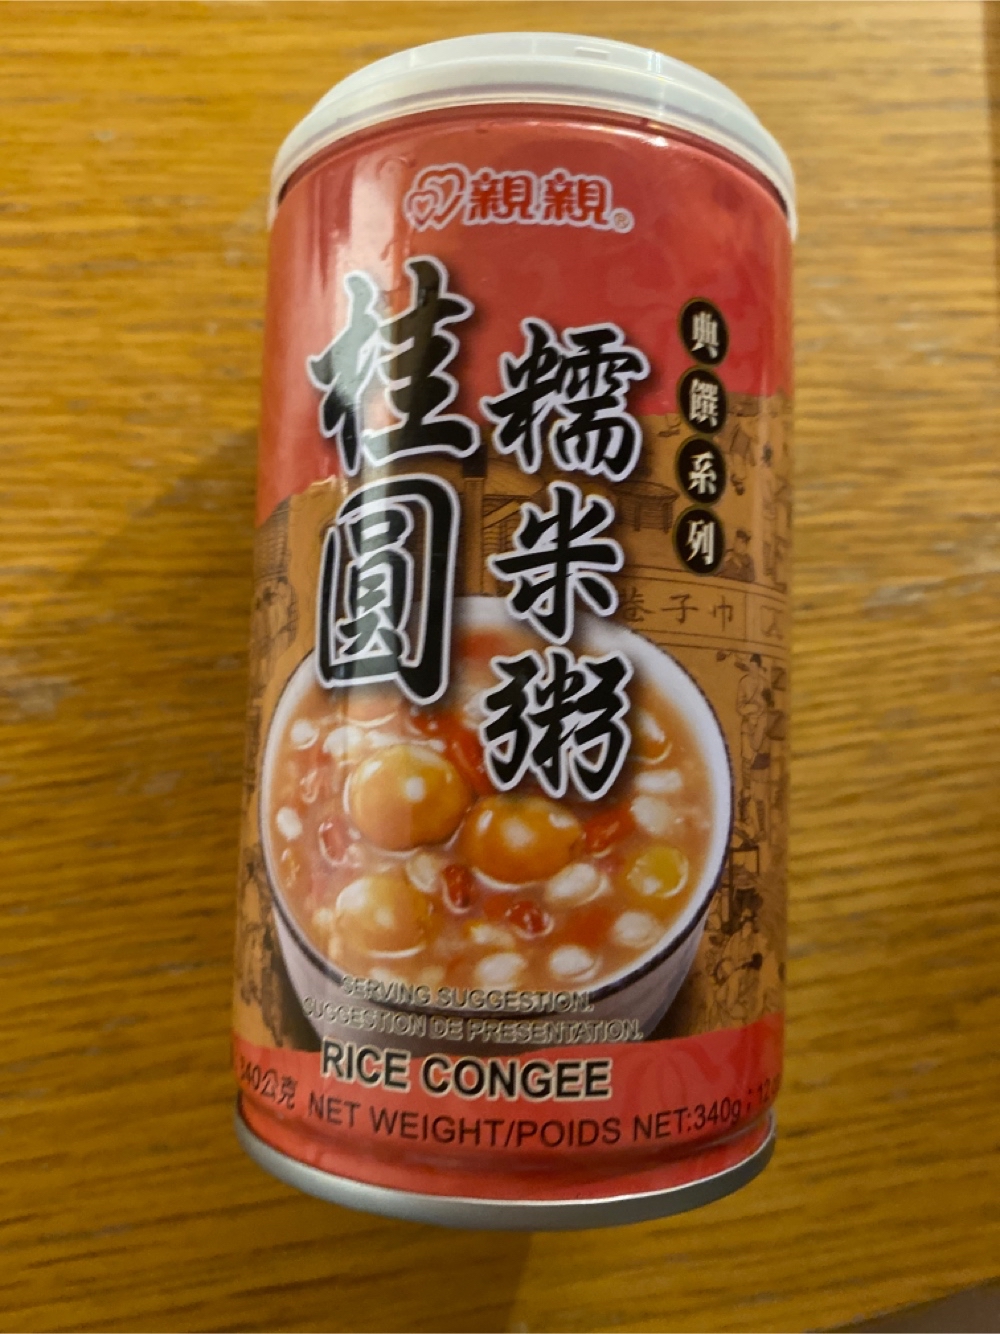 親親®
桂圓
糯米粥
典饌系列
巷子巾
SERVING SUGGESTION.
SUGGESTION DE PRESENTATION.
RICE CONGEE
340公克 NET WEIGHT/POIDS NET:340g